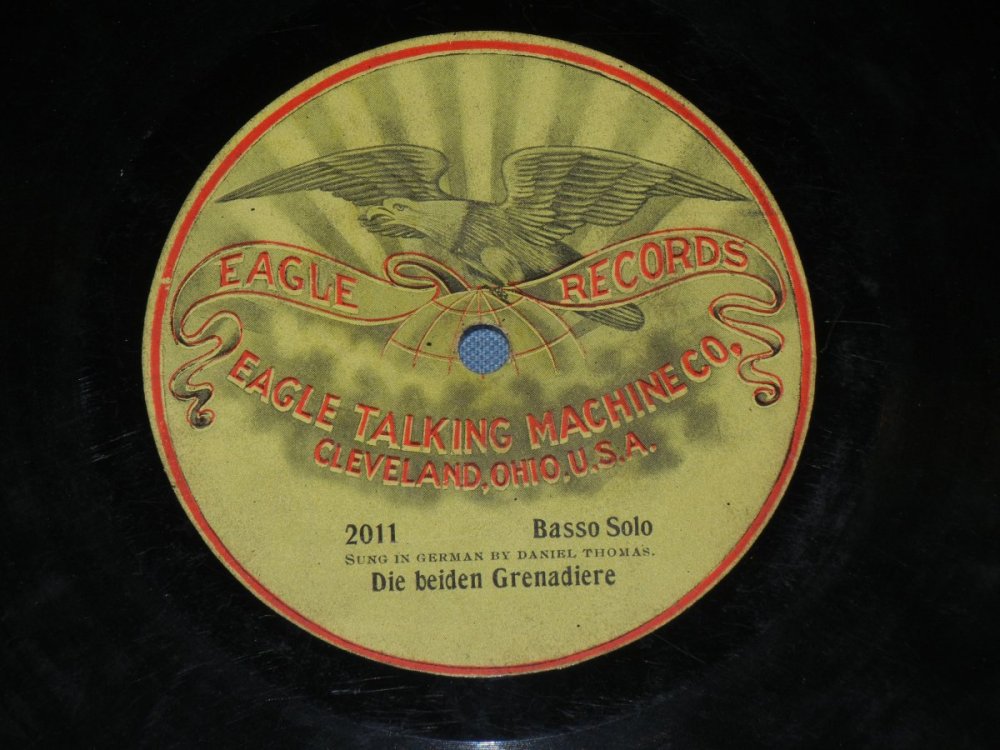 EAGLE RECORDS
EAGLE TALKING MACHINE CO.
CLEVELAND, OHIO, U.S.A.
2011 Basso Solo
SUNG IN GERMAN BY DANIEL THOMAS.
Die beiden Grenadiere